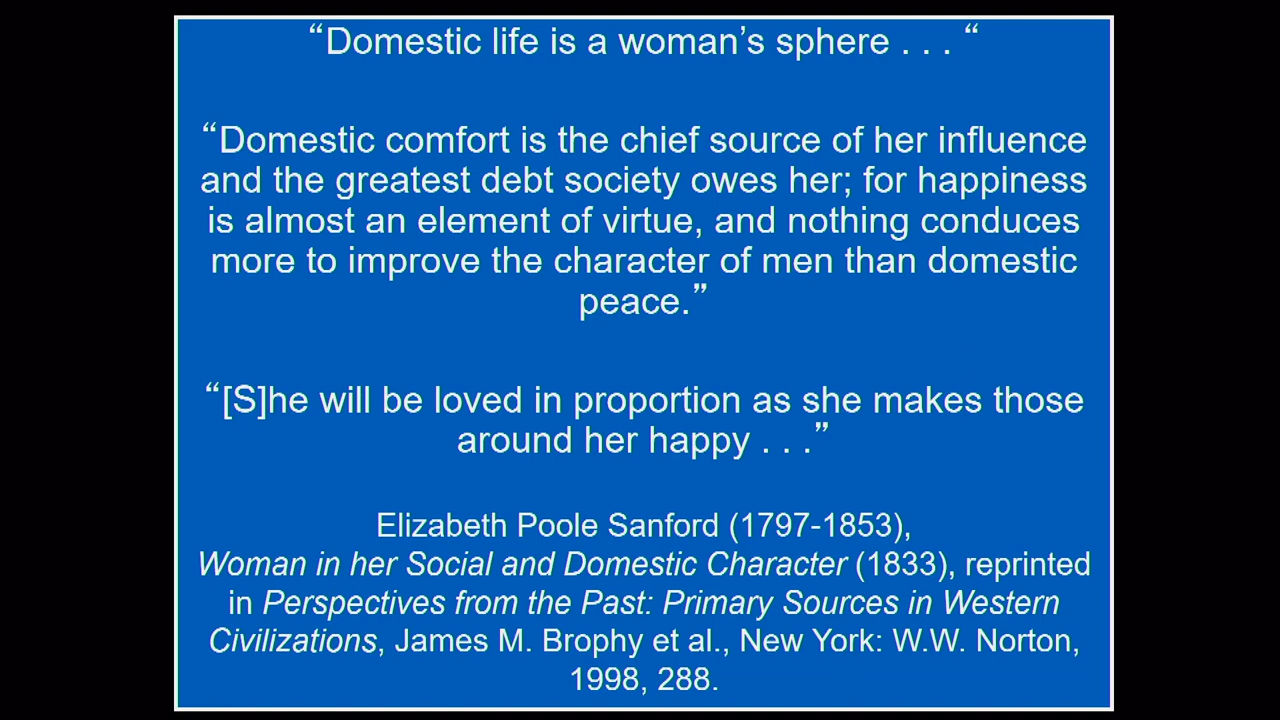 “Domestic life is a woman’s sphere . . . “
“Domestic comfort is the chief source of her influence
and the greatest debt society owes her; for happiness
is almost an element of virtue, and nothing conduces
more to improve the character of men than domestic
peace.”
“[S]he will be loved in proportion as she makes those
around her happy . . .”
Elizabeth Poole Sanford (1797-1853),
Woman in her Social and Domestic Character (1833), reprinted
in Perspectives from the Past: Primary Sources in Western
Civilizations, James M. Brophy et al., New York: W.W. Norton,
1998, 288.